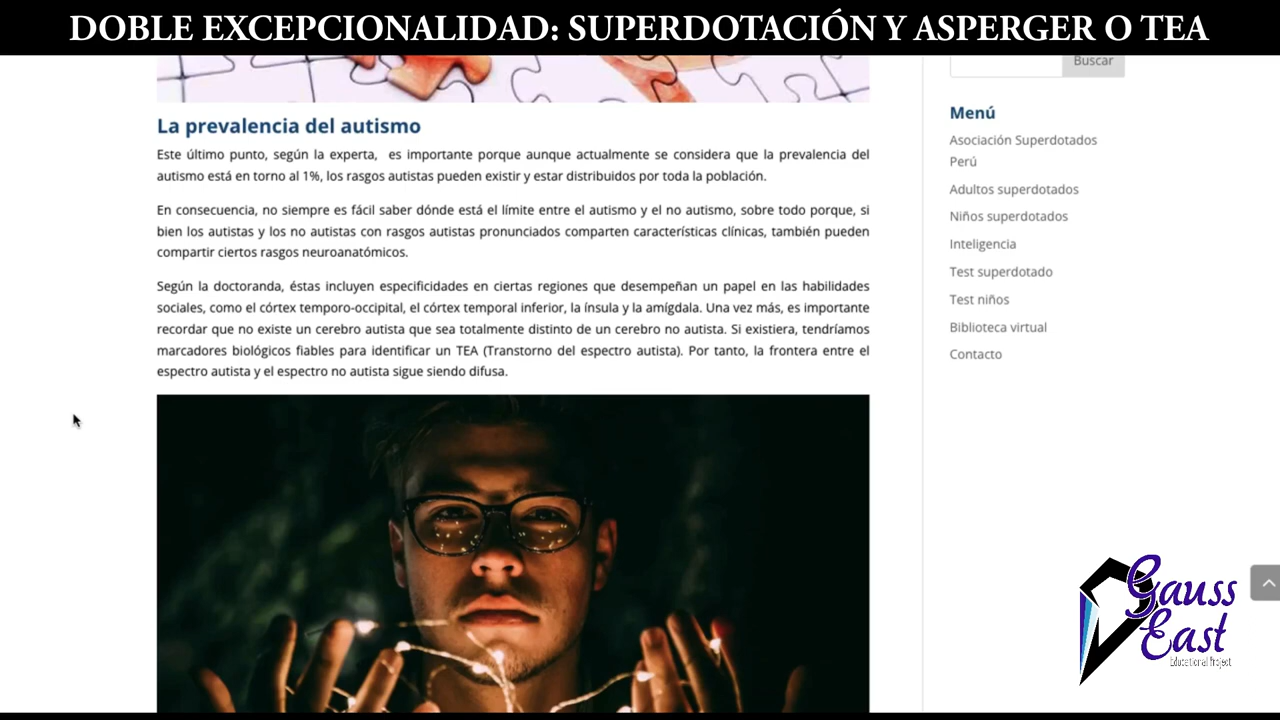 DOBLE EXCEPCIONALIDAD: SUPERDOTACIÓN Y ASPERGER O TEA
Buscar
La prevalencia del autismo
Este último punto, según la experta, es importante porque aunque actualmente se considera que la prevalencia del
autismo está en torno al 1%, los rasgos autistas pueden existir y estar distribuidos por toda la población.
En consecuencia, no siempre es fácil saber dónde está el límite entre el autismo y el no autismo, sobre todo porque, si
bien los autistas y los no autistas con rasgos autistas pronunciados comparten características clínicas, también pueden
compartir ciertos rasgos neuroanatómicos.
Según la doctoranda, éstas incluyen especificidades en ciertas regiones que desempeñan un papel en las habilidades
sociales, como el córtex temporo-occipital, el córtex temporal inferior, la ínsula y la amígdala. Una vez más, es importante
recordar que no existe un cerebro autista que sea totalmente distinto de un cerebro no autista. Si existiera, tendríamos
marcadores biológicos fiables para identificar un TEA (Transtorno del espectro autista). Por tanto, la frontera entre el
espectro autista y el espectro no autista sigue siendo difusa.
Menú
Asociación Superdotados
Perú
Adultos superdotados
Niños superdotados
Inteligencia
Test superdotado
Test niños
Biblioteca virtual
Contacto
Gauss
East
Educational Project